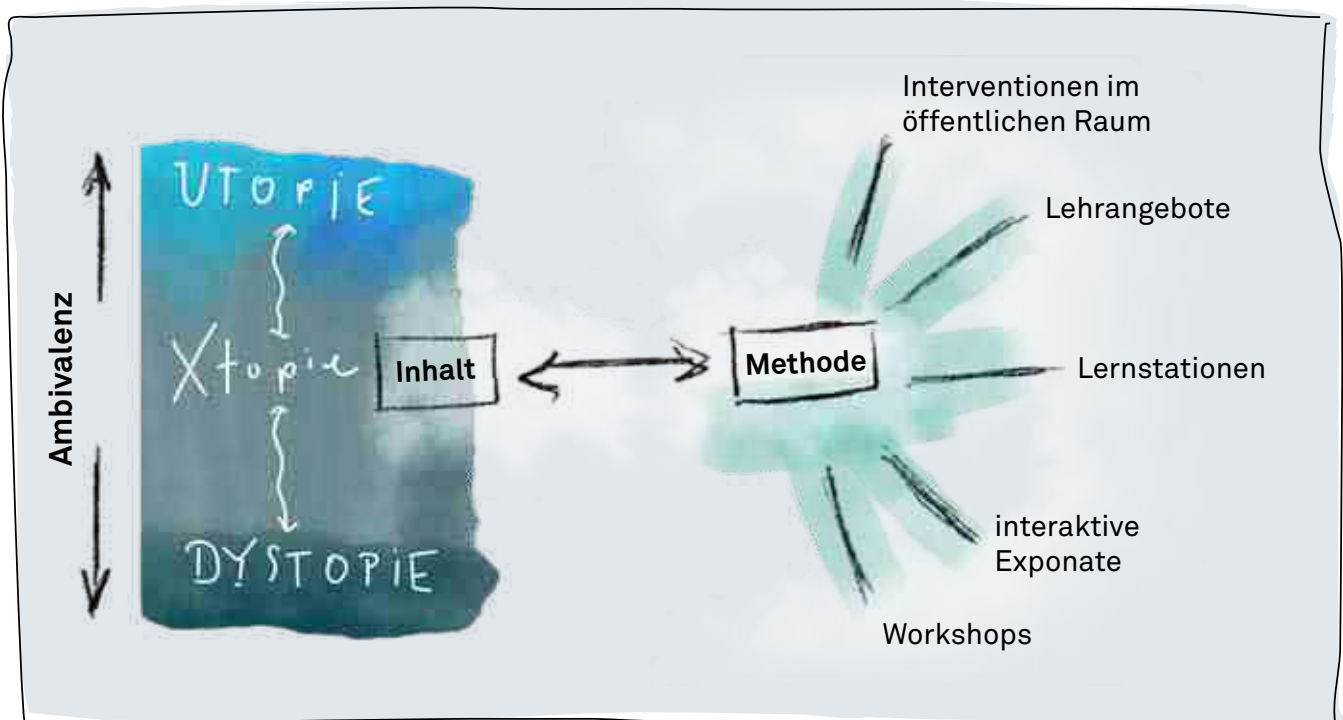 Ambivalenz
UTOPIE
Xtopie
DYSTOPIE
Inhalt
Methode
Interventionen im
öffentlichen Raum
Lehrangebote
Lernstationen
interaktive
Exponate
Workshops